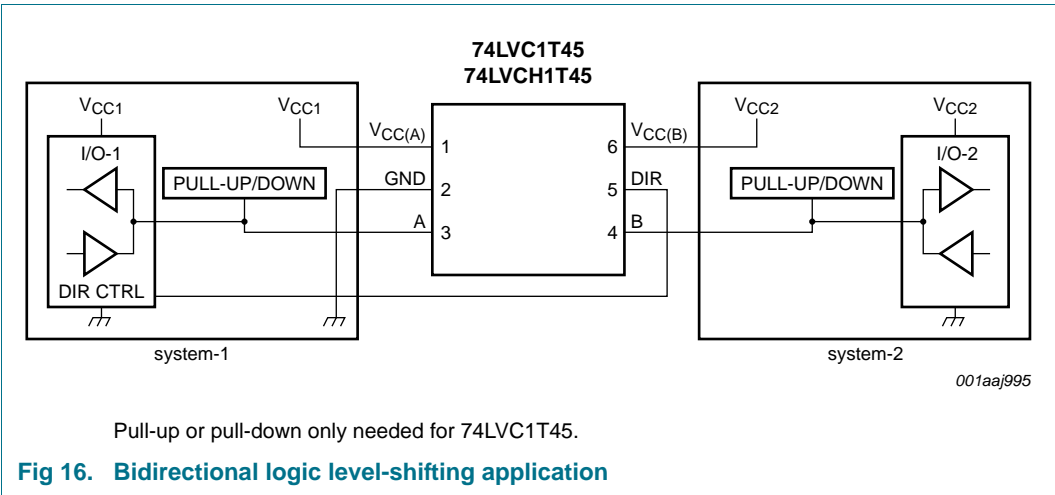 74LVC1T45
74LVCH1T45
VCC1
VCC1
VCC(A)
VCC(B)
VCC2
VCC2
I/O-1
1
6
I/O-2
PULL-UP/DOWN
GND
2
5
DIR
PULL-UP/DOWN
A
3
4
B
DIR CTRL
system-1
system-2
001aaj995
Pull-up or pull-down only needed for 74LVC1T45.
Fig 16. Bidirectional logic level-shifting application